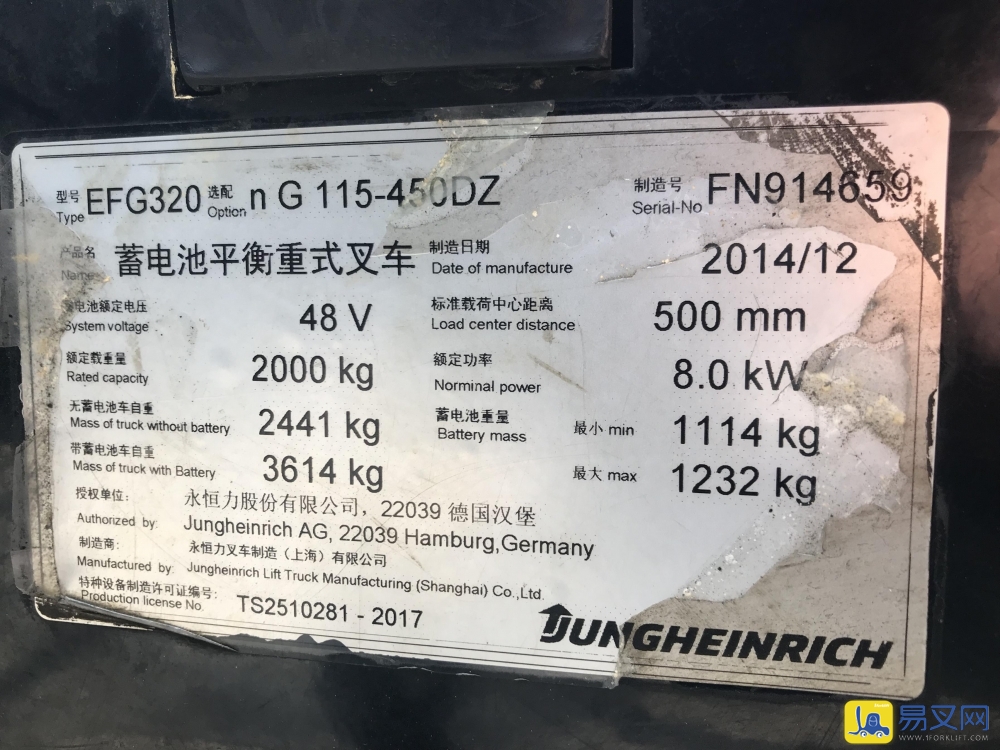 型号 选配 制造号
Type EFG320 Option n G 115-450DZ Serial-No FN914659
产品名 制造日期
Name 蓄电池平衡重式叉车 Date of manufacture 2014/12
蓄电池额定电压 标准载荷中心距离
System voltage 48 V Load center distance 500 mm
额定载重量 额定功率
Rated capacity 2000 kg Norminal power 8.0 kW
无蓄电池车自重 蓄电池重量
Mass of truck without battery 2441 kg Battery mass 最小 min 1114 kg
带蓄电池车自重
Mass of truck with Battery 3614 kg 最大 max 1232 kg
授权单位: 永恒力股份有限公司，22039 德国汉堡
Authorized by: Jungheinrich AG, 22039 Hamburg,Germany
制造商: 永恒力叉车制造（上海）有限公司
Manufactured by: Jungheinrich Lift Truck Manufacturing (Shanghai) Co.,Ltd.
特种设备制造许可证编号:
Production license No. TS2510281 - 2017
JUNGHEINRICH
易叉网
WWW.1FORKLIFT.COM